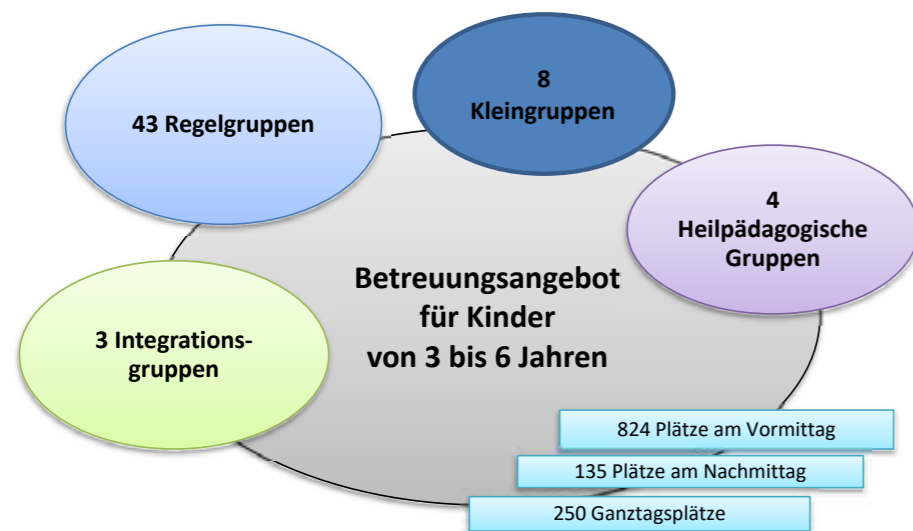 8
Kleingruppen
43 Regelgruppen
4
Heilpädagogische
Gruppen
Betreuungsangebot
für Kinder
von 3 bis 6 Jahren
3 Integrations-
gruppen
824 Plätze am Vormittag
135 Plätze am Nachmittag
250 Ganztagsplätze